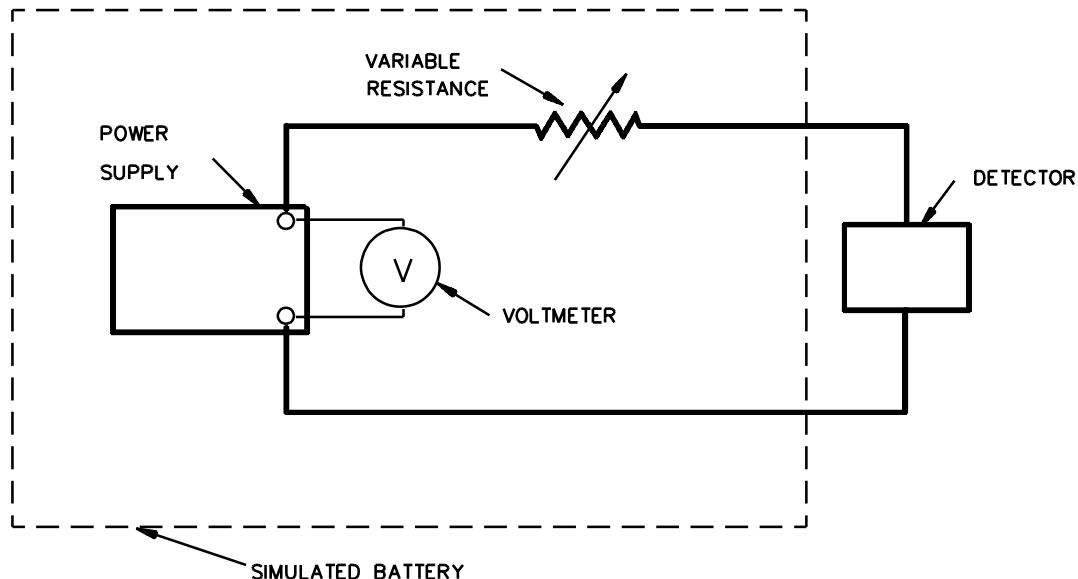 VARIABLE
RESISTANCE
POWER
SUPPLY
DETECTOR
V
VOLTMETER
SIMULATED BATTERY